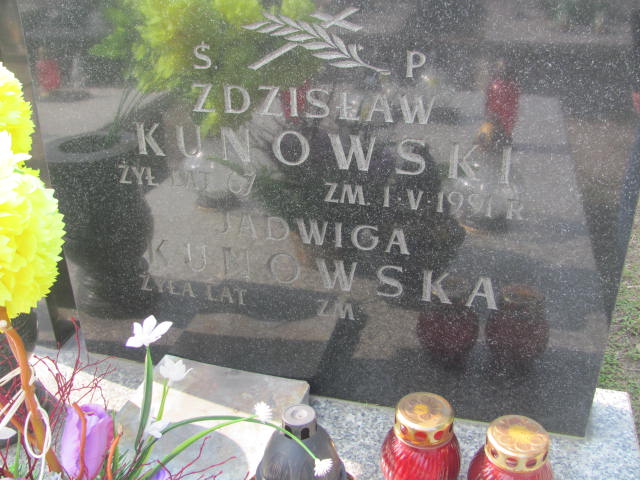 Ś P
ZDZISŁAW
KUNOWSKI
ŻYŁ LAT 67 ZM. 1·V·1991 R.
JADWIGA
KUNOWSKA
ŻYŁA LAT ZM.